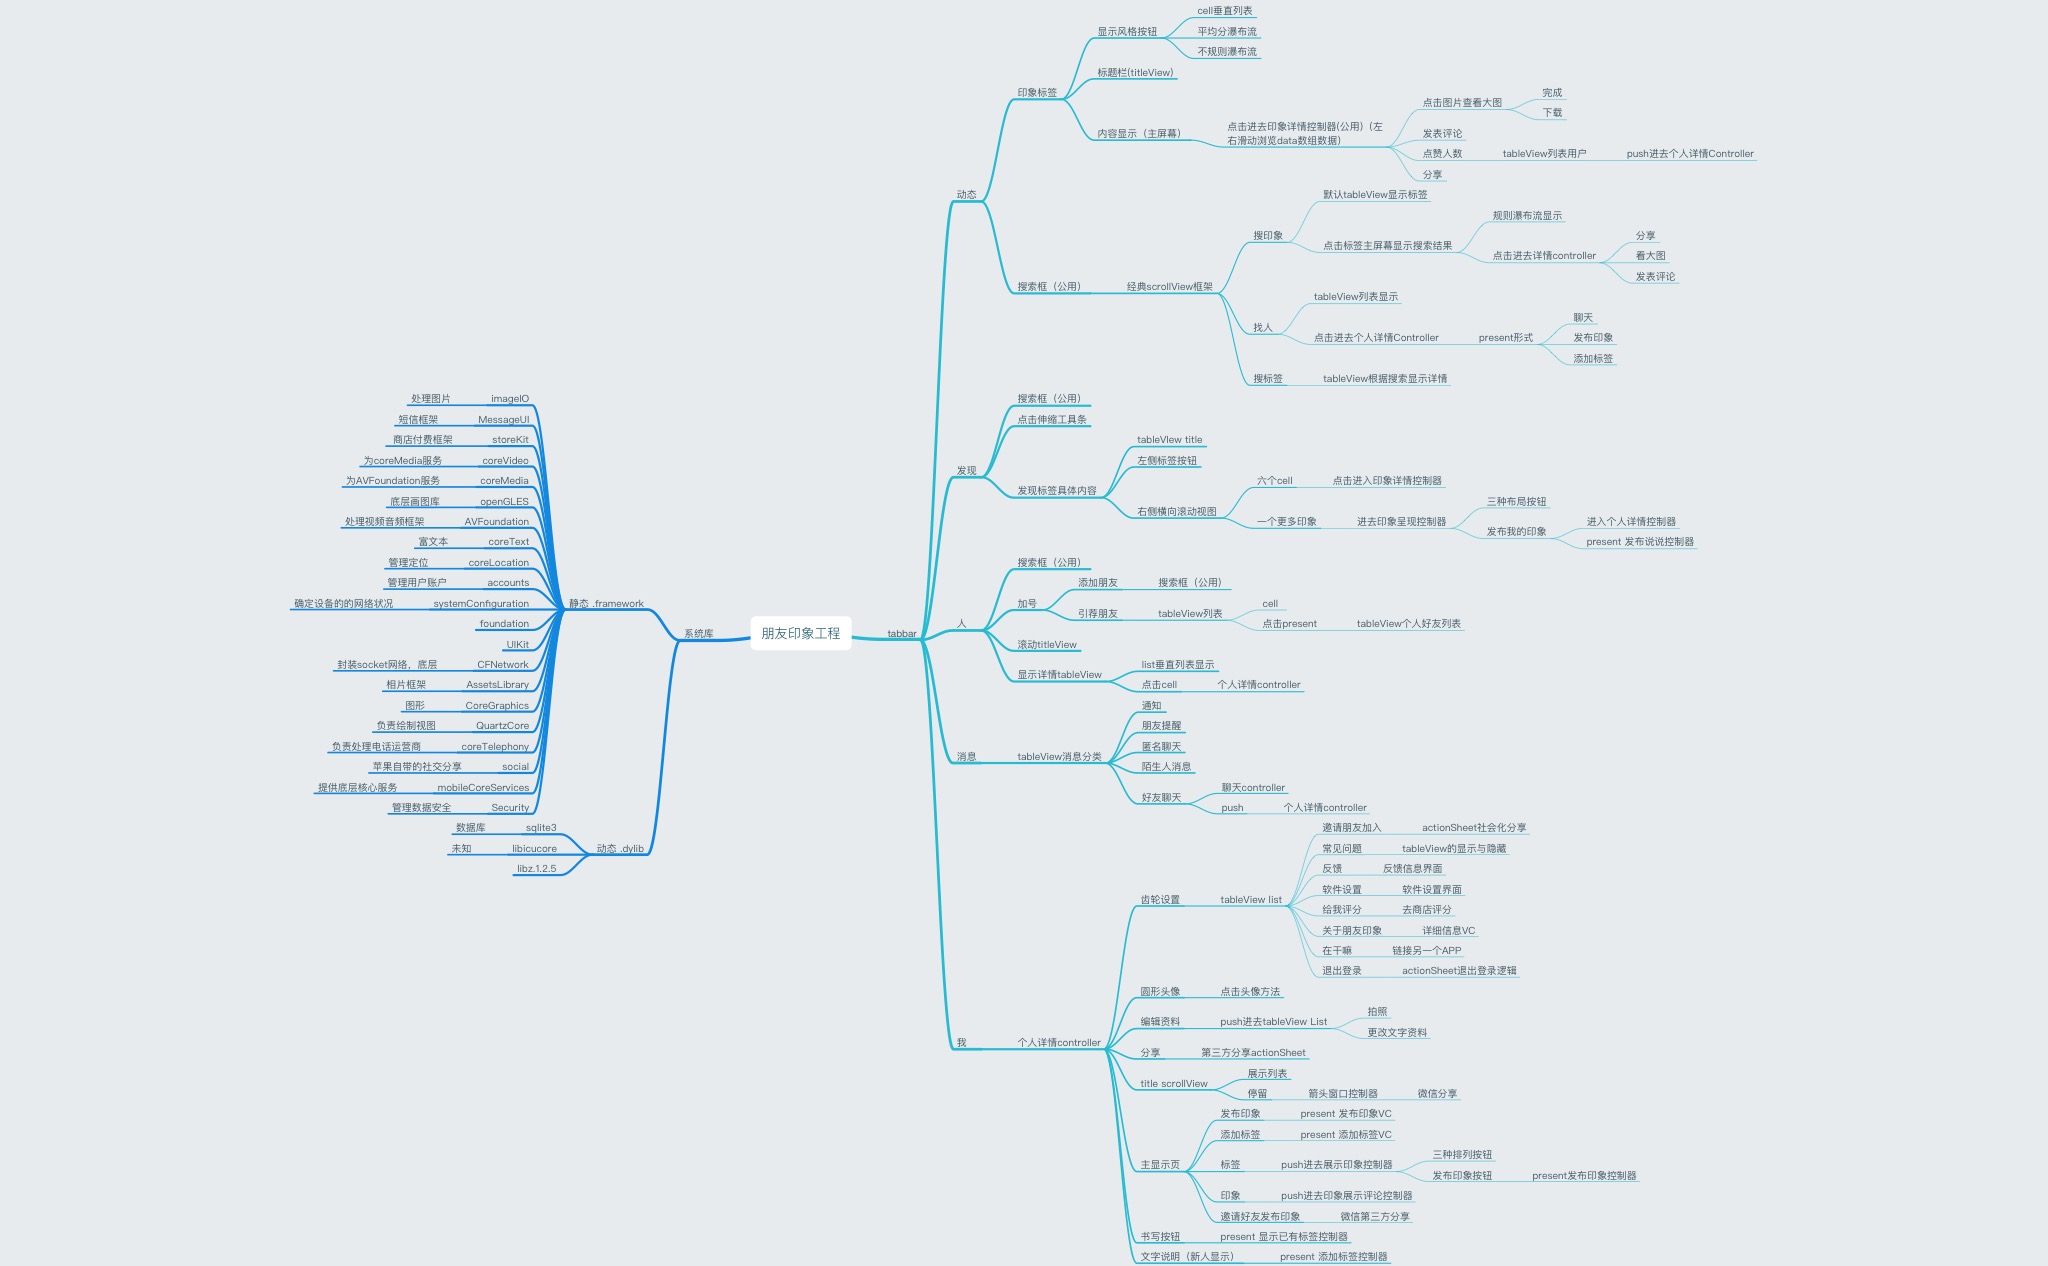 朋友印象工程
tabbar
动态
印象标签
显示风格按钮
cell垂直列表
平均分瀑布流
不规则瀑布流
标题栏(titleView)
内容显示（主屏幕）
点击进去印象详情控制器(公用)（左
右滑动浏览data数组数据）
点击图片查看大图
完成
下载
发表评论
点赞人数
tableView列表用户
push进去个人详情Controller
分享
搜索框（公用）
经典scrollView框架
搜印象
默认tableView显示标签
点击标签主屏幕显示搜索结果
规则瀑布流显示
点击进去详情controller
分享
看大图
发表评论
找人
tableView列表显示
点击进去个人详情Controller
present形式
聊天
发布印象
添加标签
搜标签
tableView根据搜索显示详情
发现
搜索框（公用）
点击伸缩工具条
发现标签具体内容
tableVIew title
左侧标签按钮
右侧横向滚动视图
六个cell
点击进入印象详情控制器
一个更多印象
进去印象呈现控制器
三种布局按钮
发布我的印象
进入个人详情控制器
present 发布说说控制器
人
搜索框（公用）
加号
添加朋友
搜索框（公用）
引荐朋友
tableView列表
cell
点击present
tableView个人好友列表
滚动titleView
显示详情tableView
list垂直列表显示
点击cell
个人详情controller
消息
tableView消息分类
通知
朋友提醒
匿名聊天
陌生人消息
好友聊天
聊天controller
push
个人详情controller
我
个人详情controller
齿轮设置
tableView list
邀请朋友加入
actionSheet社会化分享
常见问题
tableView的显示与隐藏
反馈
反馈信息界面
软件设置
软件设置界面
给我评分
去商店评分
关于朋友印象
详细信息VC
在干嘛
链接另一个APP
退出登录
actionSheet退出登录逻辑
圆形头像
点击头像方法
编辑资料
push进去tableView List
拍照
更改文字资料
分享
第三方分享actionSheet
title scrollView
展示列表
停留
箭头窗口控制器
微信分享
主显示页
发布印象
present 发布印象VC
添加标签
present 添加标签VC
标签
push进去展示印象控制器
三种排列按钮
发布印象按钮
present发布印象控制器
印象
push进去印象展示评论控制器
邀请好友发布印象
微信第三方分享
书写按钮
present 显示已有标签控制器
文字说明（新人显示）
present 添加标签控制器
系统库
静态 .framework
imageIO
处理图片
MessageUI
短信框架
storeKit
商店付费框架
coreVideo
为coreMedia服务
coreMedia
为AVFoundation服务
openGLES
底层画图库
AVFoundation
处理视频音频框架
coreText
富文本
coreLocation
管理定位
accounts
管理用户账户
systemConfiguration
确定设备的的网络状况
foundation
UIKit
CFNetwork
封装socket网络，底层
AssetsLibrary
相片框架
CoreGraphics
图形
QuartzCore
负责绘制视图
coreTelephony
负责处理电话运营商
social
苹果自带的社交分享
mobileCoreServices
提供底层核心服务
Security
管理数据安全
动态 .dylib
sqlite3
数据库
libicucore
未知
libz.1.2.5